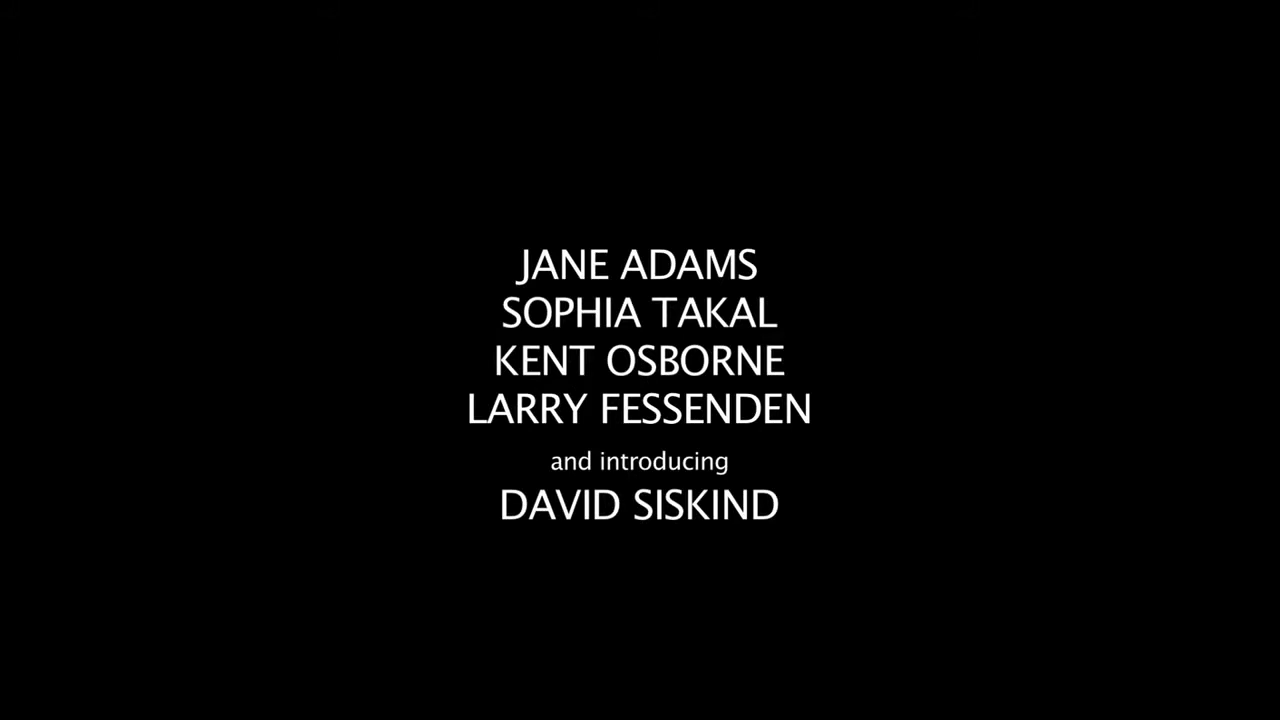 JANE ADAMS
SOPHIA TAKAL
KENT OSBORNE
LARRY FESSENDEN
and introducing
DAVID SISKIND